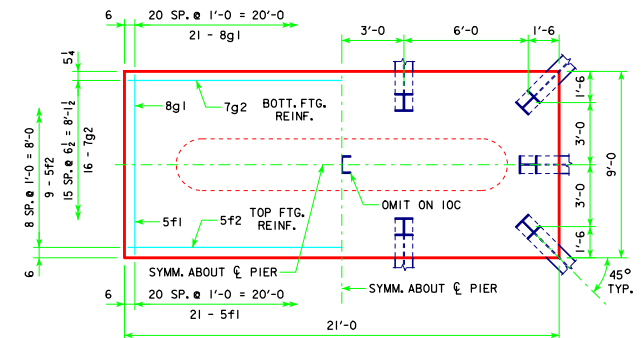 6
20 SP.@ 1'-0 = 20'-0
21 - 8g1
3'-0
6'-0
1'-6
5 1/4
8g1
7g2
BOTT. FTG.
REINF.
1'-6
3'-0
9'-0
8 SP.@ 1'-0 = 8'-0
9 - 5f2
15 SP.@ 6 1/2 = 8'-1 1/2
16 - 7g2
OMIT ON 10C
3'-0
5f1
5f2
TOP FTG.
REINF.
1'-6
6
SYMM. ABOUT ℄ PIER
SYMM. ABOUT ℄ PIER
45°
TYP.
6
20 SP.@ 1'-0 = 20'-0
21 - 5f1
21'-0